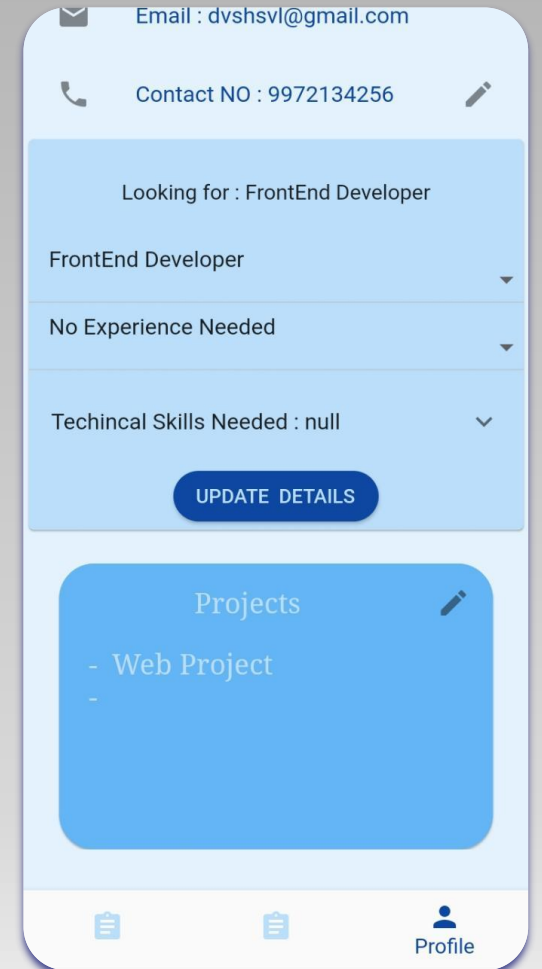 Email : dvshsvl@gmail.com
Contact NO : 9972134256
Looking for : FrontEnd Developer
FrontEnd Developer
No Experience Needed
Techincal Skills Needed : null
UPDATE DETAILS
Projects
- Web Project
-
Profile